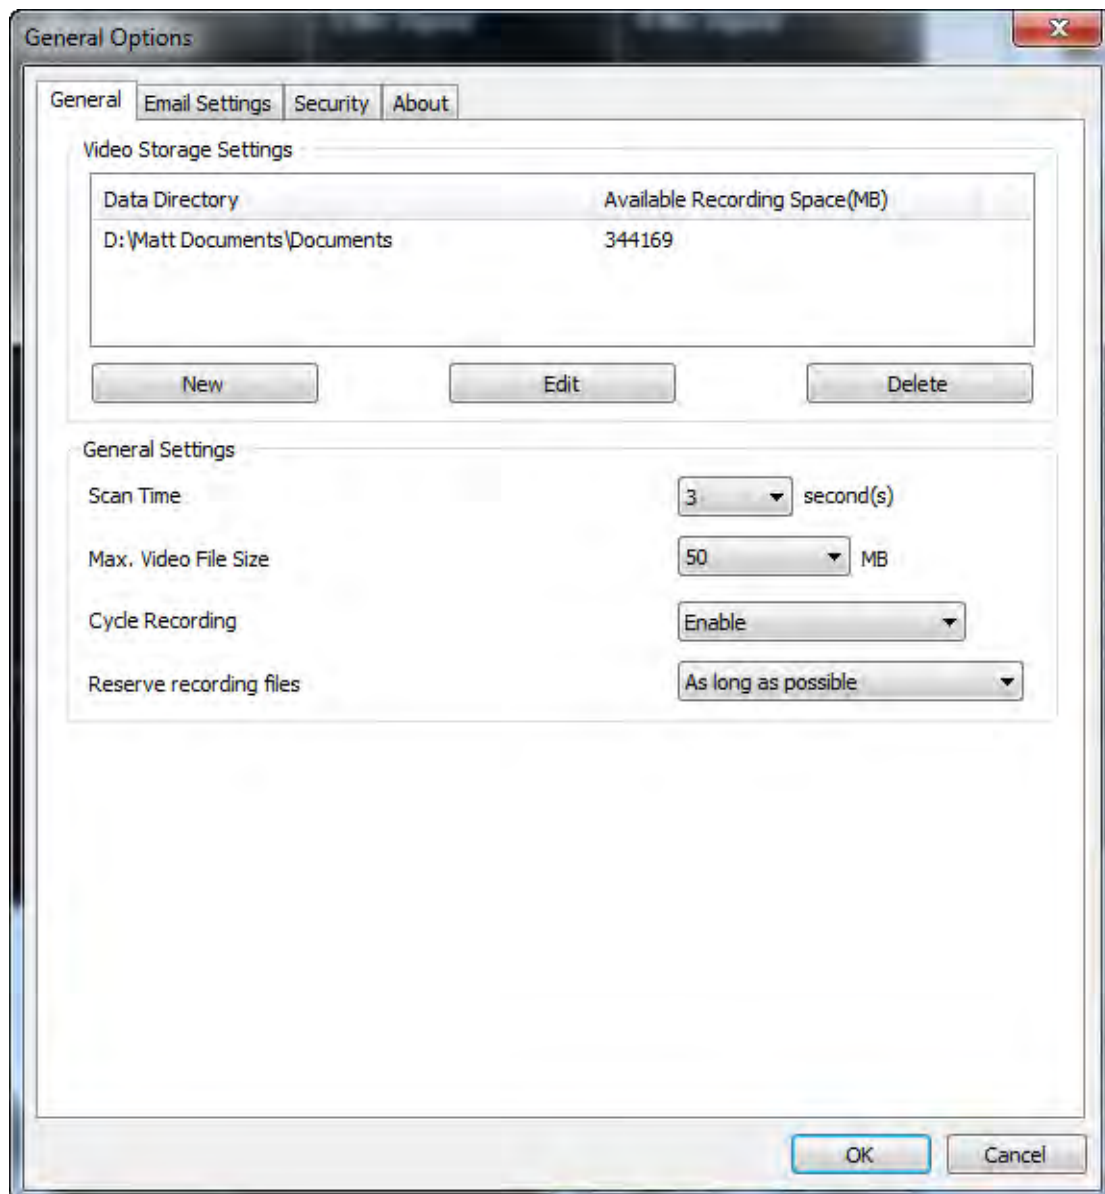 General Options
General Email Settings Security About
Video Storage Settings
Data Directory Available Recording Space(MB)
D:\Matt Documents\Documents 344169
New Edit Delete
General Settings
Scan Time 3 second(s)
Max. Video File Size 50 MB
Cycle Recording Enable
Reserve recording files As long as possible
OK Cancel